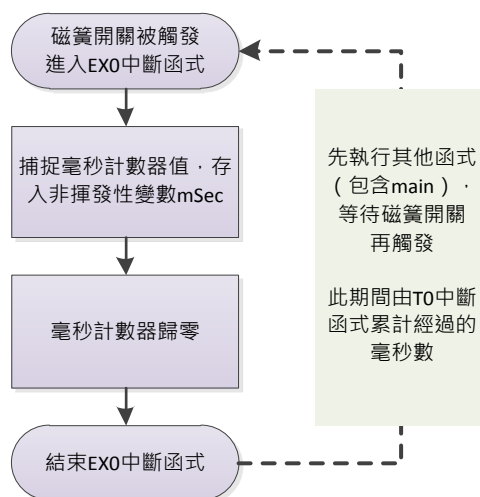 磁簧開關被觸發
進入EX0中斷函式
捕捉毫秒計數器值，存
入非揮發性變數mSec
毫秒計數器歸零
結束EX0中斷函式
先執行其他函式
（包含main），
等待磁簧開關
再觸發
此期間由T0中斷
函式累計經過的
毫秒數